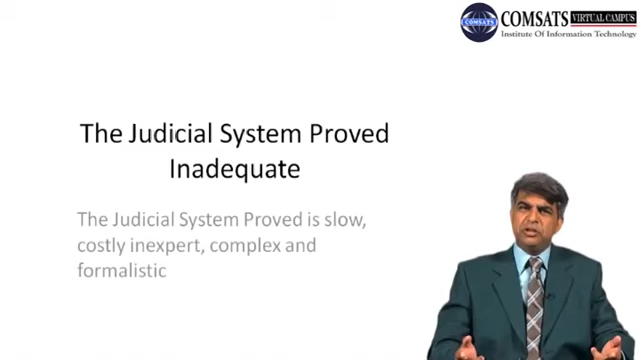 COMSATS
COMSATS VIRTUAL CAMPUS
Institute Of Information Technology
The Judicial System Proved
Inadequate
The Judicial System Proved is slow,
costly inexpert, complex and
formalistic